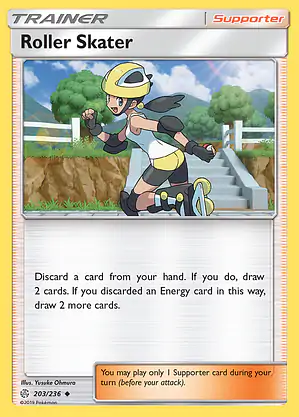 TRAINER Supporter
Roller Skater
Discard a card from your hand. If you do, draw
2 cards. If you discarded an Energy card in this way,
draw 2 more cards.
Illus. Yusuke Ohmura
203/236
©2019 Pokémon
You may play only 1 Supporter card during your
turn (before your attack).